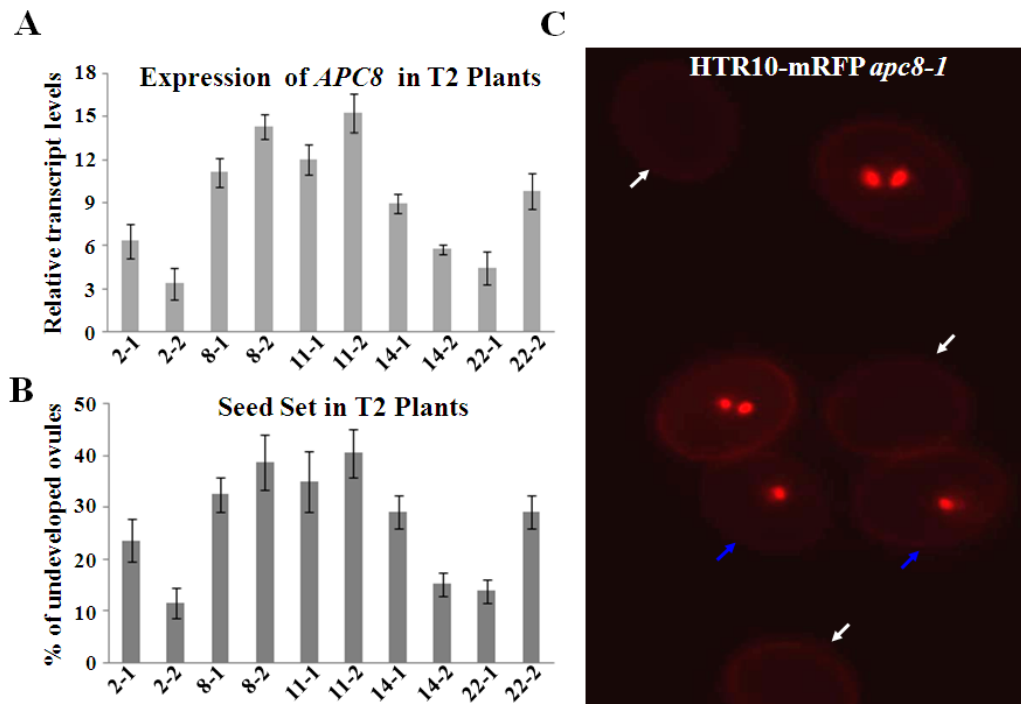 A
Expression of APC8 in T2 Plants
Relative transcript levels
18
15
12
9
6
3
0
2-1 2-2 8-1 8-2 11-1 11-2 14-1 14-2 22-1 22-2
B
Seed Set in T2 Plants
% of undeveloped ovules
50
40
30
20
10
0
2-1 2-2 8-1 8-2 11-1 11-2 14-1 14-2 22-1 22-2
C
HTR10-mRFP apc8-1